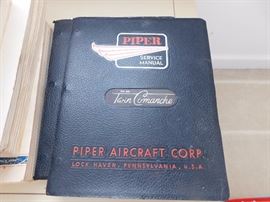 PIPER
SERVICE
MANUAL
Twin Comanche
PIPER AIRCRAFT CORP.
LOCK HAVEN, PENNSYLVANIA, U.S.A.